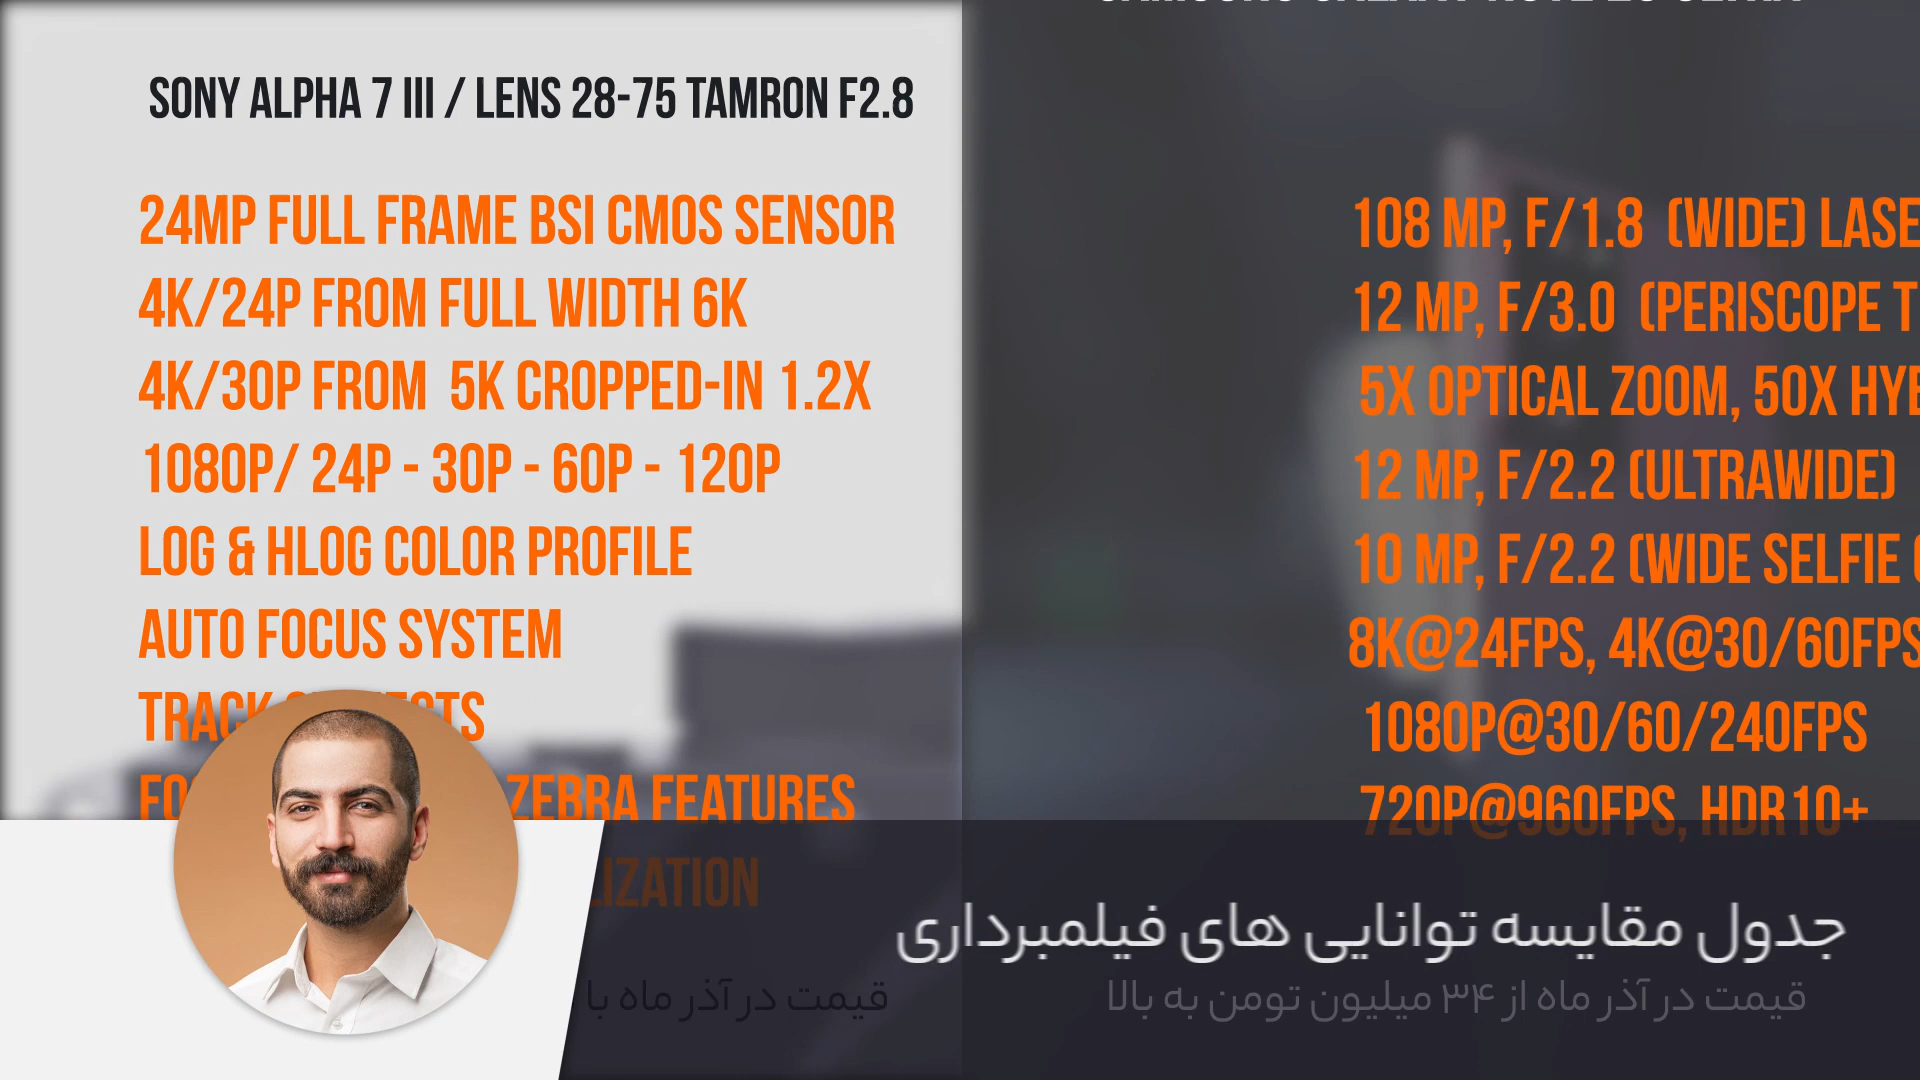 SONY ALPHA 7 III / LENS 28-75 TAMRON F2.8
24MP FULL FRAME BSI CMOS SENSOR
4K/24P FROM FULL WIDTH 6K
4K/30P FROM 5K CROPPED-IN 1.2X
1080P/ 24P - 30P - 60P - 120P
LOG & HLOG COLOR PROFILE
AUTO FOCUS SYSTEM
TRACK
ZEBRA FEATURES
108 MP, F/1.8 (WIDE)
12 MP, F/3.0 (PERISCOPE
5X OPTICAL ZOOM, 50X
12 MP, F/2.2 (ULTRAWIDE)
10 MP, F/2.2 (WIDE SELFIE
8K@24FPS, 4K@30/60FPS
1080P@30/60/240FPS
720P@960FPS, HDR10+
جدول مقایسه توانایی های فیلمبرداری
قیمت در آذر ماه از ۳۴ میلیون تومن به بالا
قیمت در آذر ماه با